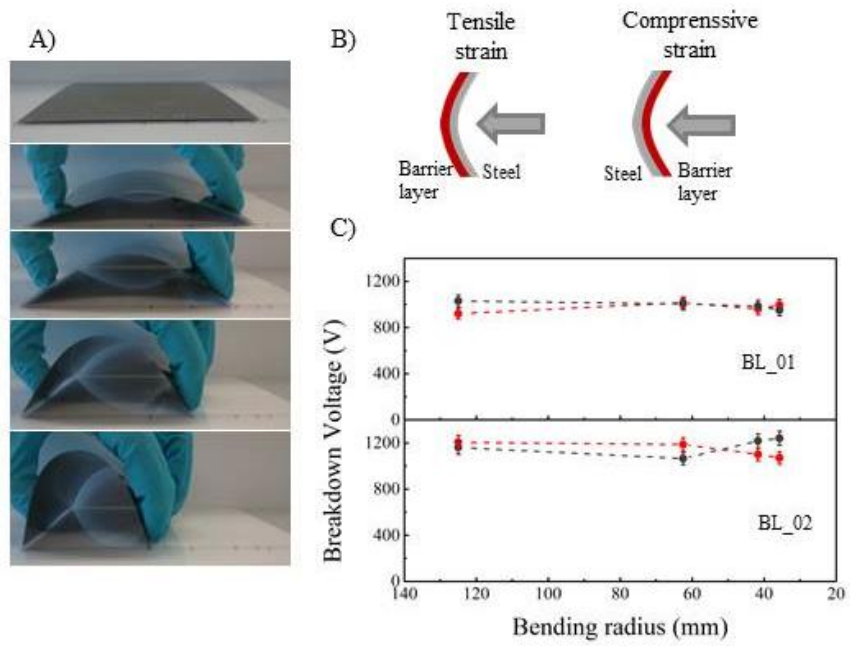 A)
B)
Tensile
strain
Comprenssive
strain
Barrier
layer
Steel
Steel
Barrier
layer
C)
Breakdown Voltage (V)
1200
800
400
0
BL_01
1200
800
400
0
BL_02
140
120
100
80
60
40
20
Bending radius (mm)